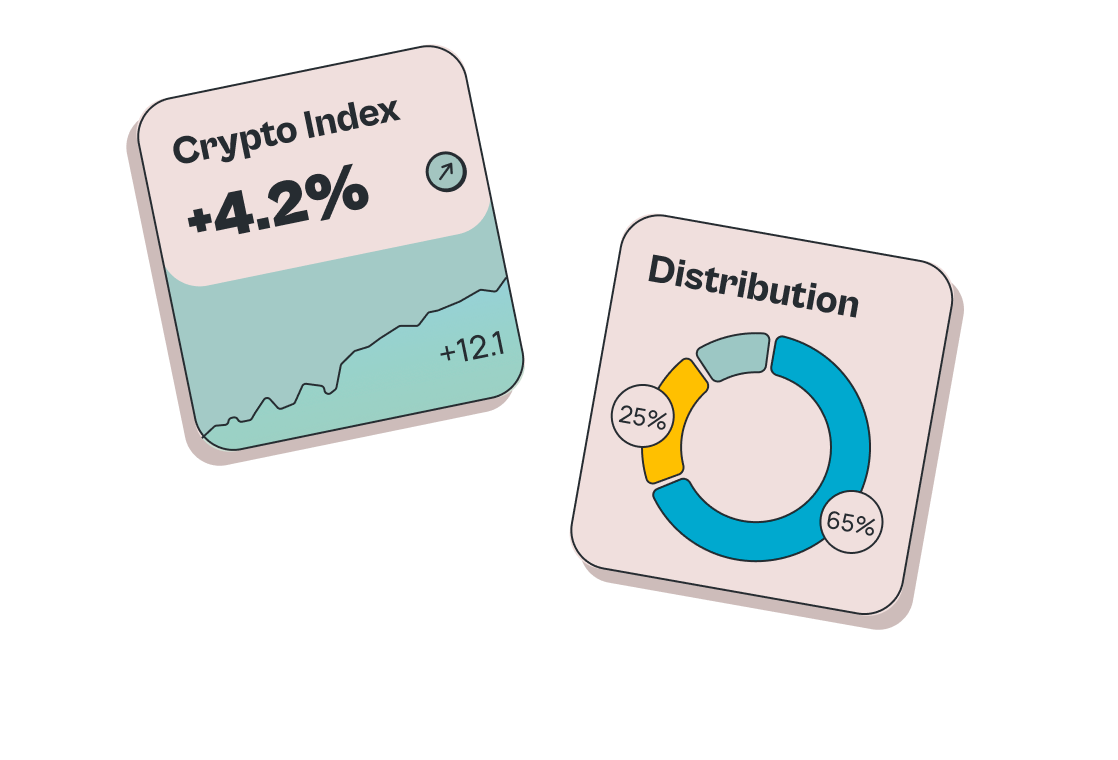 Crypto Index
+4.2%
+12.1
Distribution
25%
65%